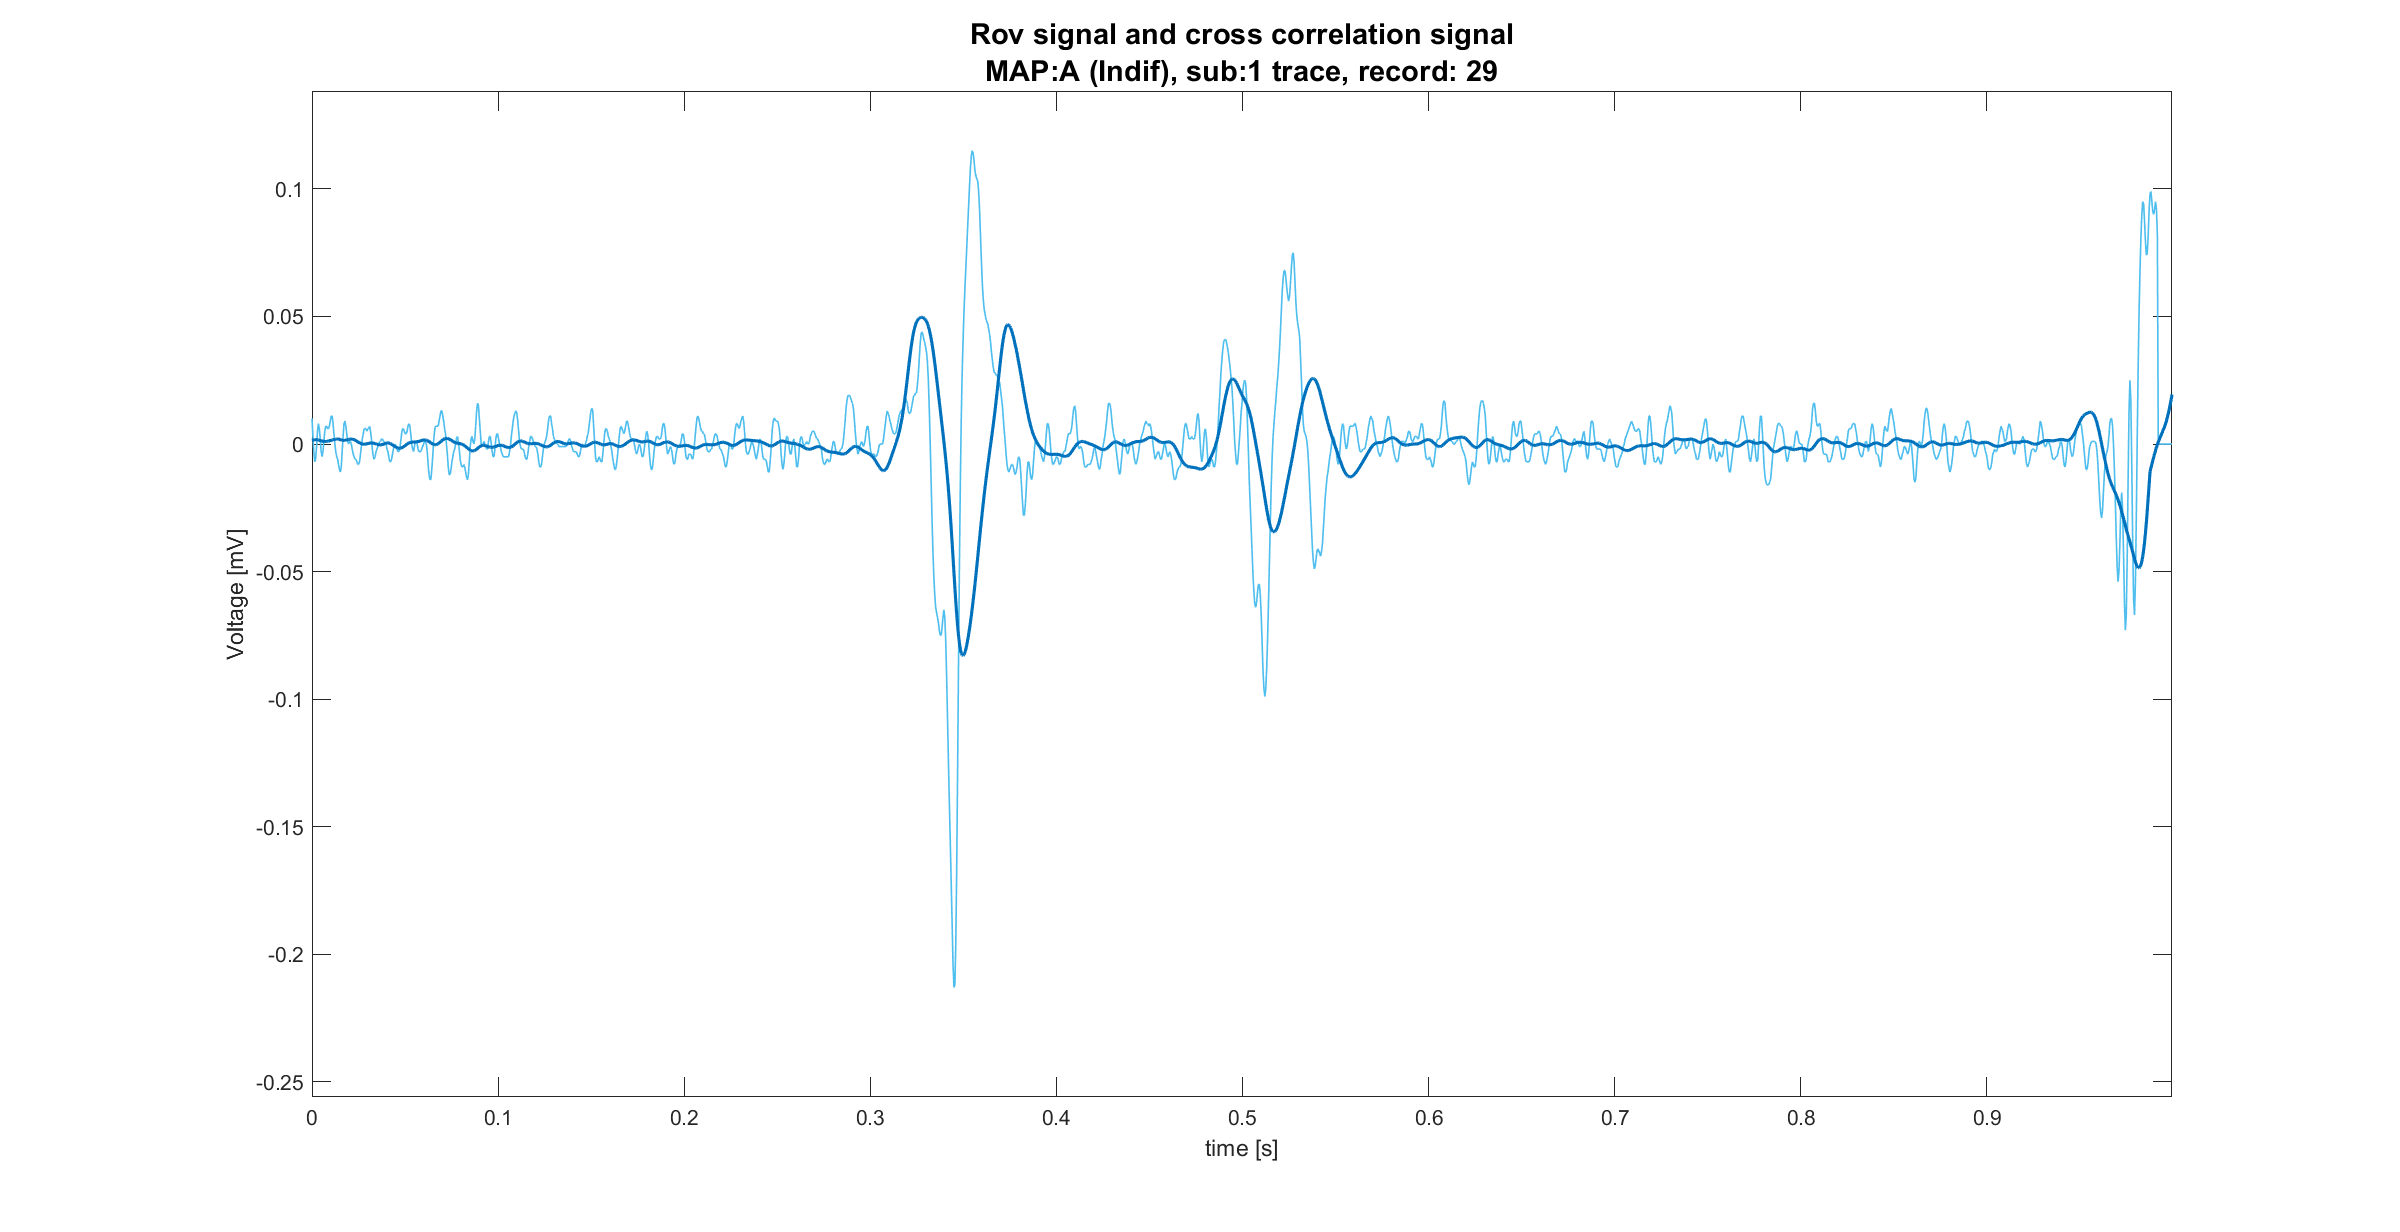 Rov signal and cross correlation signal
MAP:A (Indif), sub:1 trace, record: 29
0.1
0.05
0
-0.05
-0.1
-0.15
-0.2
-0.25
Voltage [mV]
0 0.1 0.2 0.3 0.4 0.5 0.6 0.7 0.8 0.9
time [s]